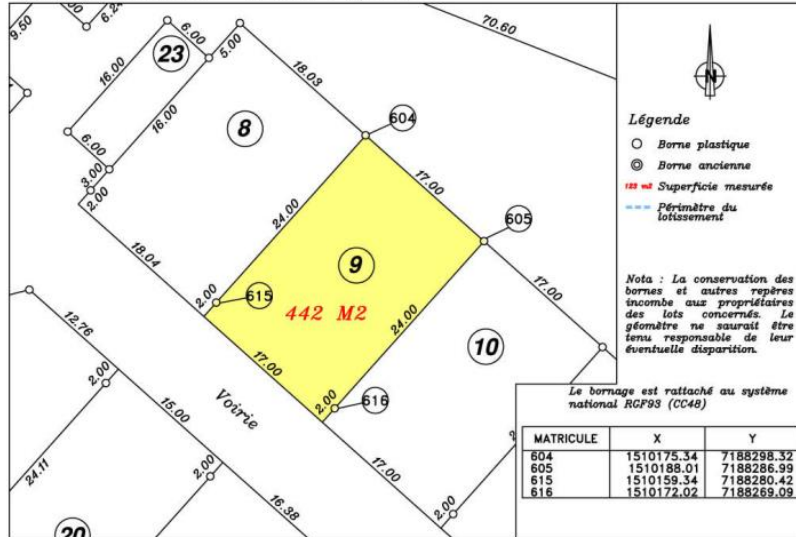 9.50
6.24
70.60
6.00
23
5.00
16.00
18.03
16.00
8
604
6.00
17.00
3.00
2.00
24.00
605
18.04
9
17.00
2.00
615
442 M2
24.00
10
12.76
17.00
2.00
616
2.00
Voirie
15.00
17.00
24.11
2.00
16.38
2.00
20
N
Légende
Borne plastique
Borne ancienne
123 m2 Superficie mesurée
Périmètre du
lotissement
Nota : La conservation des
bornes et autres repères
incombe aux propriétaires
des lots concernés. Le
géomètre ne saurait être
tenu responsable de leur
éventuelle disparition.
Le bornage est rattaché au système
national RGF93 (CC48)
MATRICULE X Y
604 1510175.34 7188298.32
605 1510188.01 7188286.99
615 1510159.34 7188280.42
616 1510172.02 7188269.09